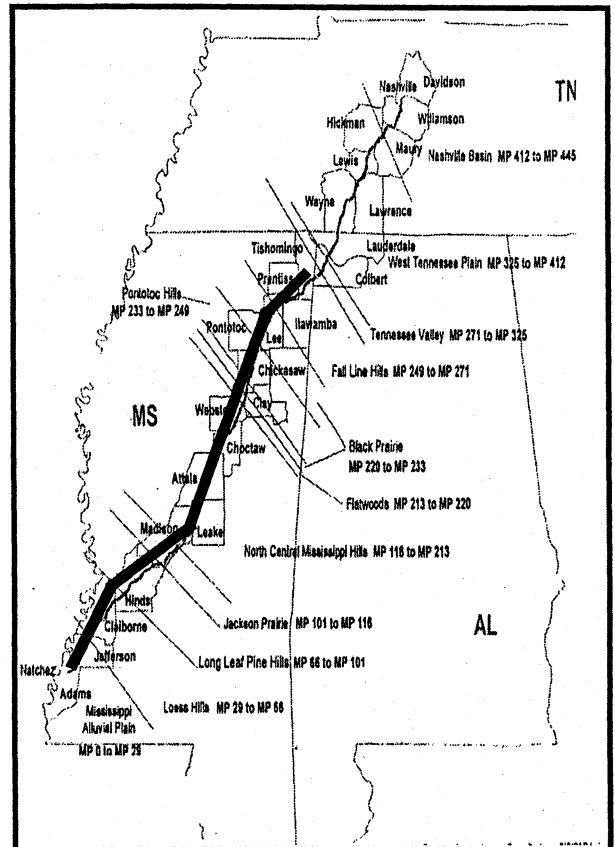 Nashville
Davidson
TN
Hickman
Williamson
Maury
Nashville Basin MP 412 to MP 445
Lewis
Wayne
Lawrence
Tishomingo
Lauderdale
West Tennessee Plain MP 325 to MP 412
Prentiss
Colbert
Pontotoc Hills
MP 233 to MP 249
Itawamba
Pontotoc
Lee
Tennessee Valley MP 271 to MP 325
Chickasaw
Fall Line Hills MP 249 to MP 271
MS
Webster
Clay
Choctaw
Black Prairie
MP 220 to MP 233
Attala
Flatwoods MP 213 to MP 220
Madison
Leake
North Central Mississippi Hills MP 116 to MP 213
Hinds
Jackson Prairie MP 101 to MP 116
AL
Claiborne
Jefferson
Long Leaf Pine Hills MP 66 to MP 101
Natchez
Adams
Loess Hills MP 29 to MP 66
Mississippi
Alluvial Plain
MP 0 to MP 29